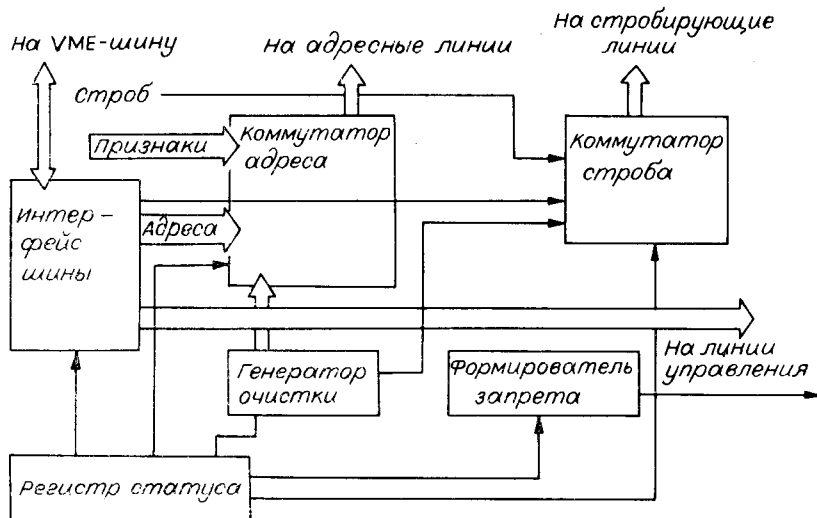 на VME-шину
на адресные линии
на стробирующие
линии
Строб
Признаки
Коммутатор
адреса
Коммутатор
строба
Интер-
фейс
шины
Адреса
На линии
управления
Генератор
очистки
Формирователь
запрета
Регистр статуса